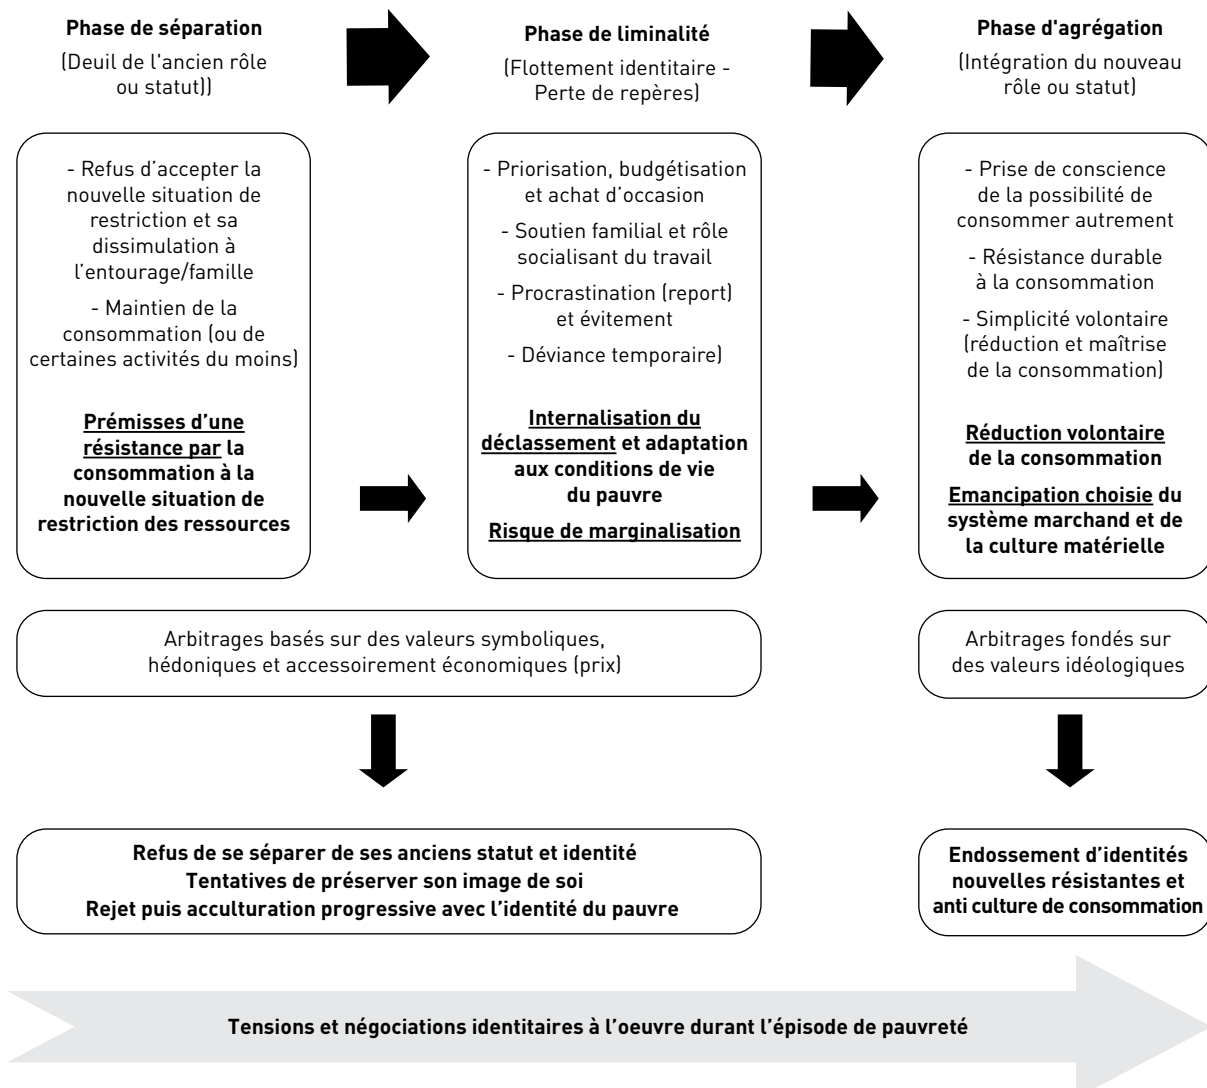 Phase de séparation
(Deuil de l'ancien rôle
ou statut))
Phase de liminalité
(Flottement identitaire -
Perte de repères)
Phase d'agrégation
(Intégration du nouveau
rôle ou statut)
- Refus d’accepter la
nouvelle situation de
restriction et sa
dissimulation à
l’entourage/famille
- Maintien de la
consommation (ou de
certaines activités du moins)
Prémisses d’une
résistance par la
consommation à la
nouvelle situation de
restriction des ressources
- Priorisation, budgétisation
et achat d’occasion
- Soutien familial et rôle
socialisant du travail
- Procrastination (report)
et évitement
- Déviance temporaire)
Internalisation du
déclassement et adaptation
aux conditions de vie
du pauvre
Risque de marginalisation
- Prise de conscience
de la possibilité de
consommer autrement
- Résistance durable
à la consommation
- Simplicité volontaire
(réduction et maîtrise
de la consommation)
Réduction volontaire
de la consommation
Emancipation choisie du
système marchand et de
la culture matérielle
Arbitrages basés sur des valeurs symboliques,
hédoniques et accessoirement économiques (prix)
Arbitrages fondés sur
des valeurs idéologiques
Refus de se séparer de ses anciens statut et identité
Tentatives de préserver son image de soi
Rejet puis acculturation progressive avec l’identité du pauvre
Endossement d’identités
nouvelles résistantes et
anti culture de consommation
Tensions et négociations identitaires à l’oeuvre durant l’épisode de pauvreté